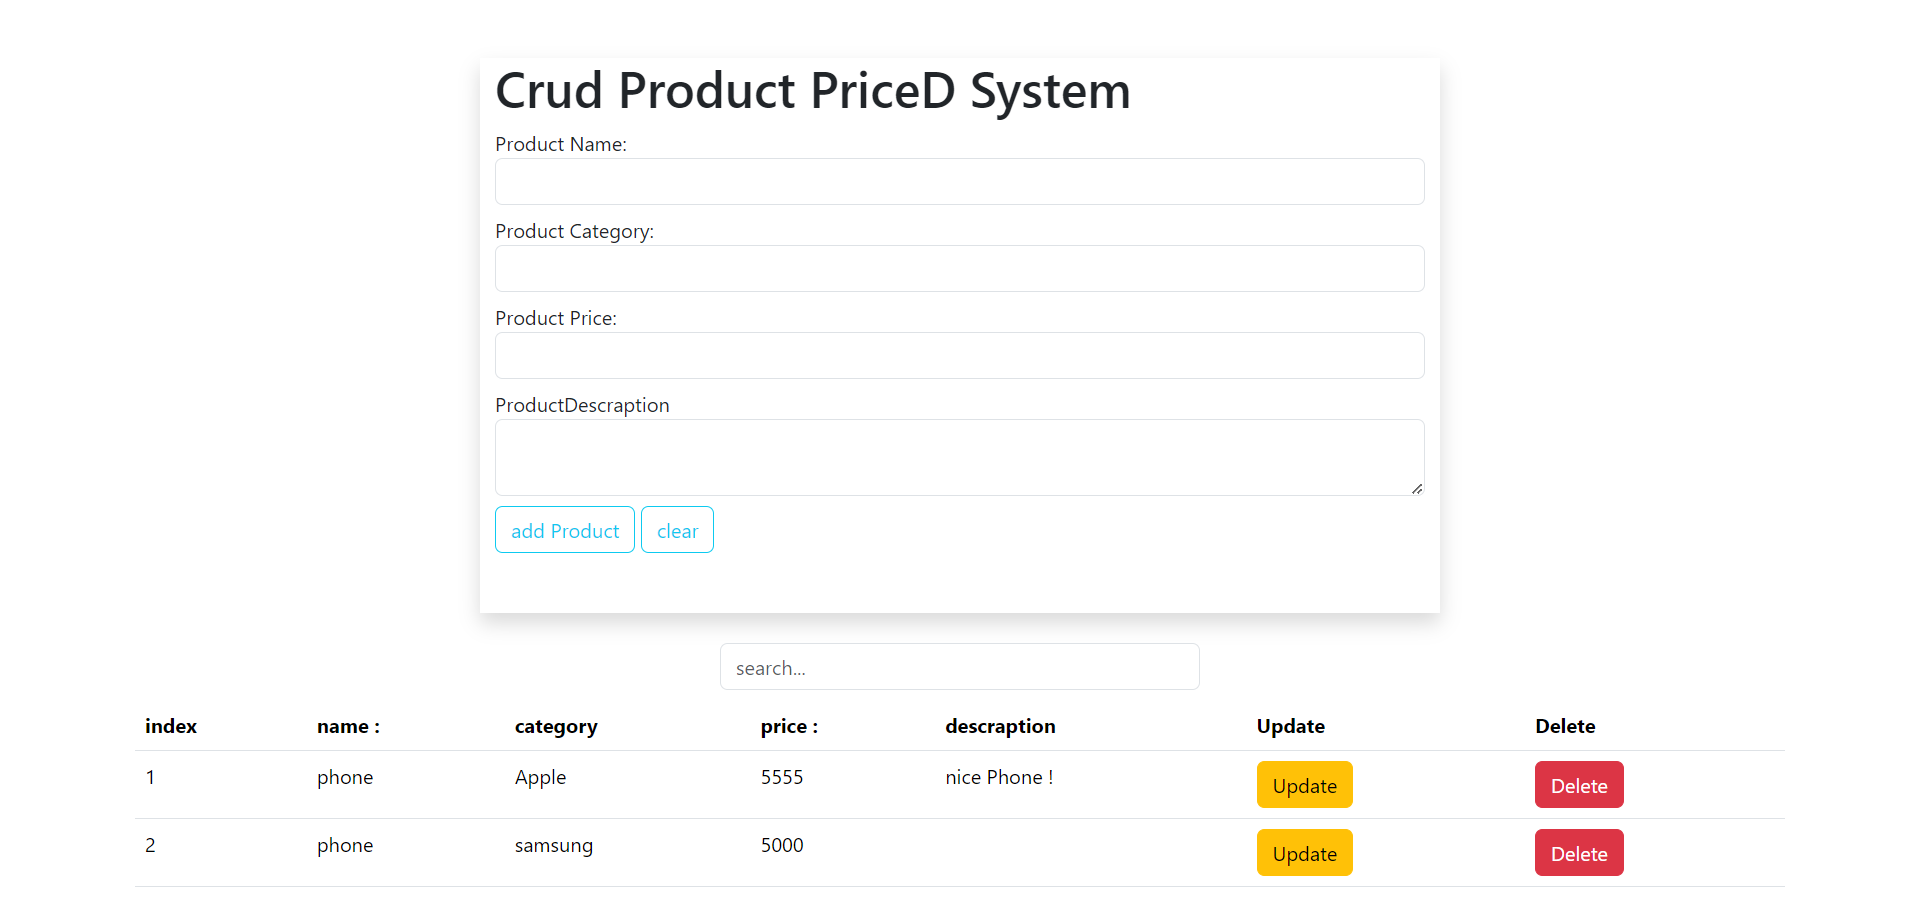 Crud Product PriceD System
Product Name:
Product Category:
Product Price:
ProductDescraption
add Product clear
search...
index name : category price : descraption Update Delete
1 phone Apple 5555 nice Phone ! Update Delete
2 phone samsung 5000 Update Delete